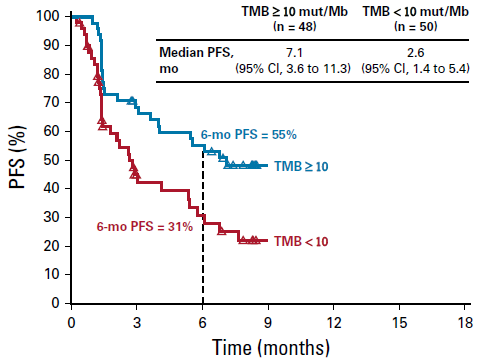 TMB ≥ 10 mut/Mb TMB < 10 mut/Mb
(n = 48) (n = 50)
Median PFS, 7.1 2.6
mo (95% CI, 3.6 to 11.3) (95% CI, 1.4 to 5.4)
100
90
80
70
60
50
40
30
20
10
0
PFS (%)
6-mo PFS = 55%
TMB ≥ 10
6-mo PFS = 31%
TMB < 10
0 3 6 9 12 15 18
Time (months)